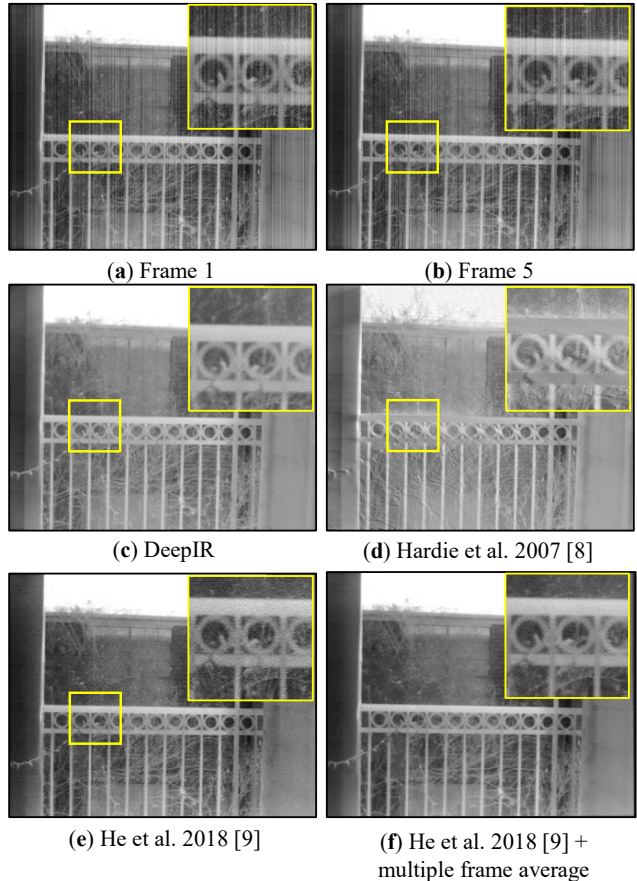 (a) Frame 1
(b) Frame 5
(c) DeepIR
(d) Hardie et al. 2007 [8]
(e) He et al. 2018 [9]
(f) He et al. 2018 [9] +
multiple frame average